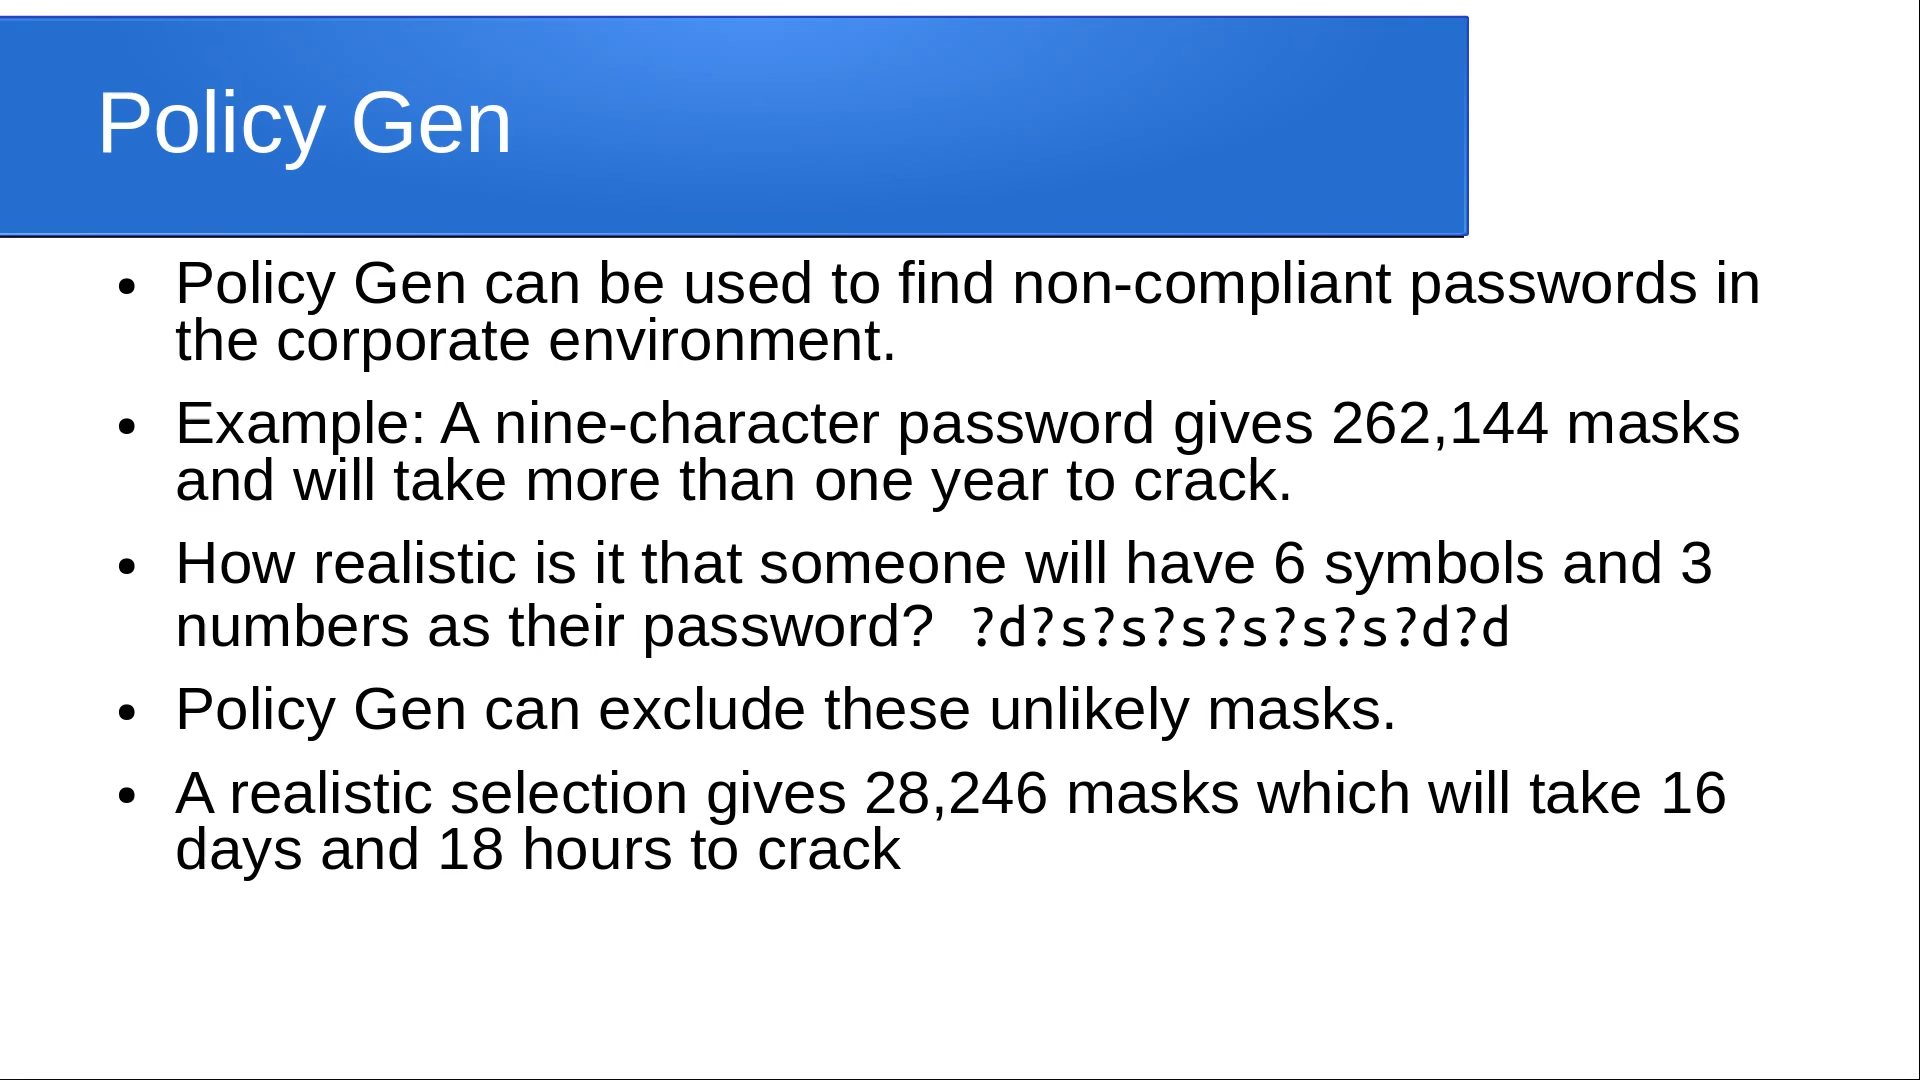 Policy Gen
• Policy Gen can be used to find non-compliant passwords in
the corporate environment.
• Example: A nine-character password gives 262,144 masks
and will take more than one year to crack.
• How realistic is it that someone will have 6 symbols and 3
numbers as their password? ?d?s?s?s?s?s?s?d?d
• Policy Gen can exclude these unlikely masks.
• A realistic selection gives 28,246 masks which will take 16
days and 18 hours to crack